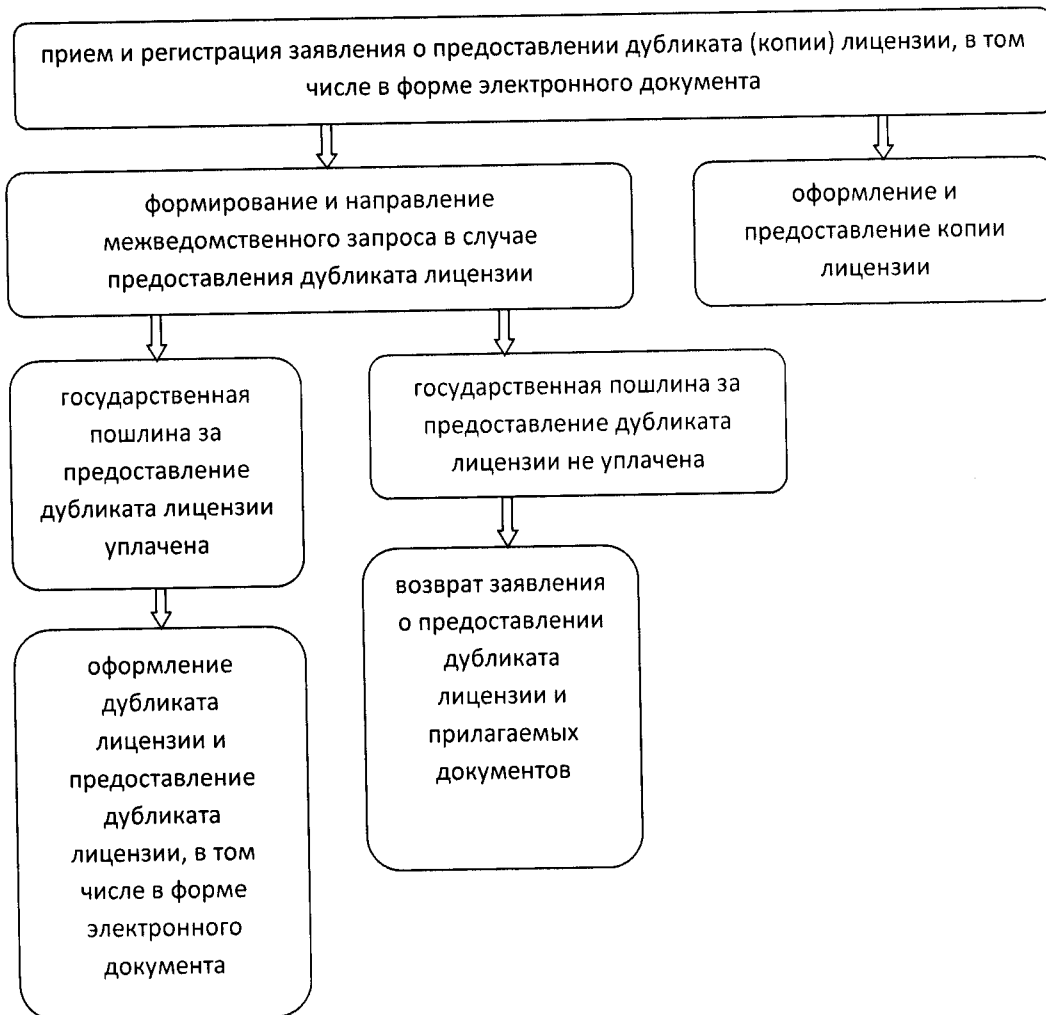 прием и регистрация заявления о предоставлении дубликата (копии) лицензии, в том
числе в форме электронного документа
формирование и направление
межведомственного запроса в случае
предоставления дубликата лицензии
оформление и
предоставление копии
лицензии
государственная
пошлина за
предоставление
дубликата лицензии
уплачена
государственная пошлина за
предоставление дубликата
лицензии не уплачена
оформление
дубликата
лицензии и
предоставление
дубликата
лицензии, в том
числе в форме
электронного
документа
возврат заявления
о предоставлении
дубликата
лицензии и
прилагаемых
документов